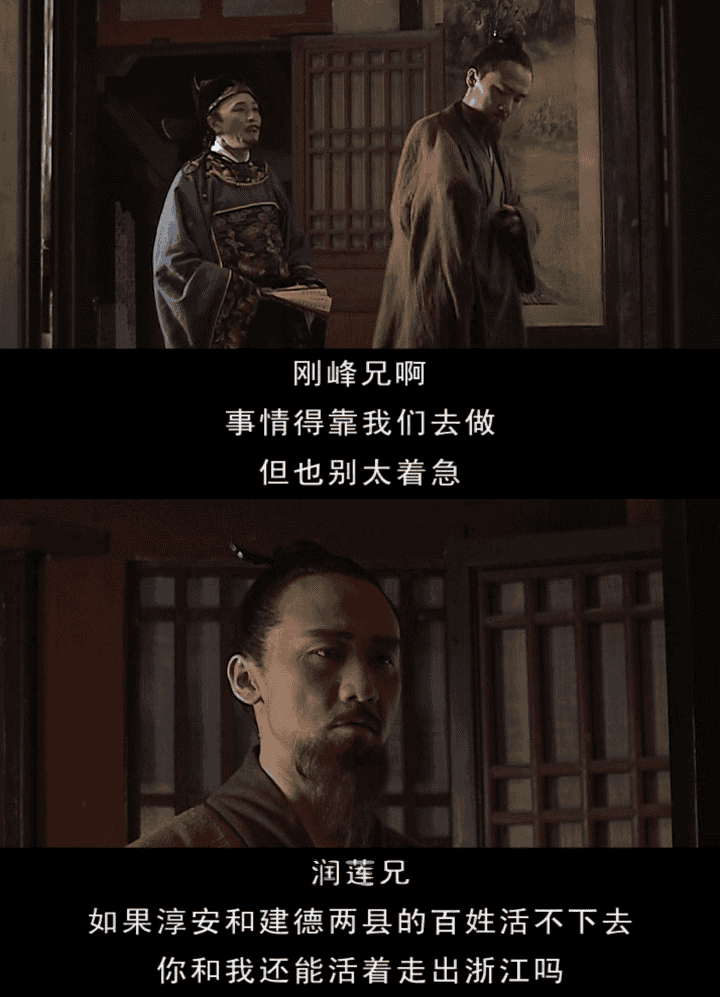 刚峰兄啊
事情得靠我们去做
但也别太着急
润莲兄
如果淳安和建德两县的百姓活不下去
你和我还能活着走出浙江吗